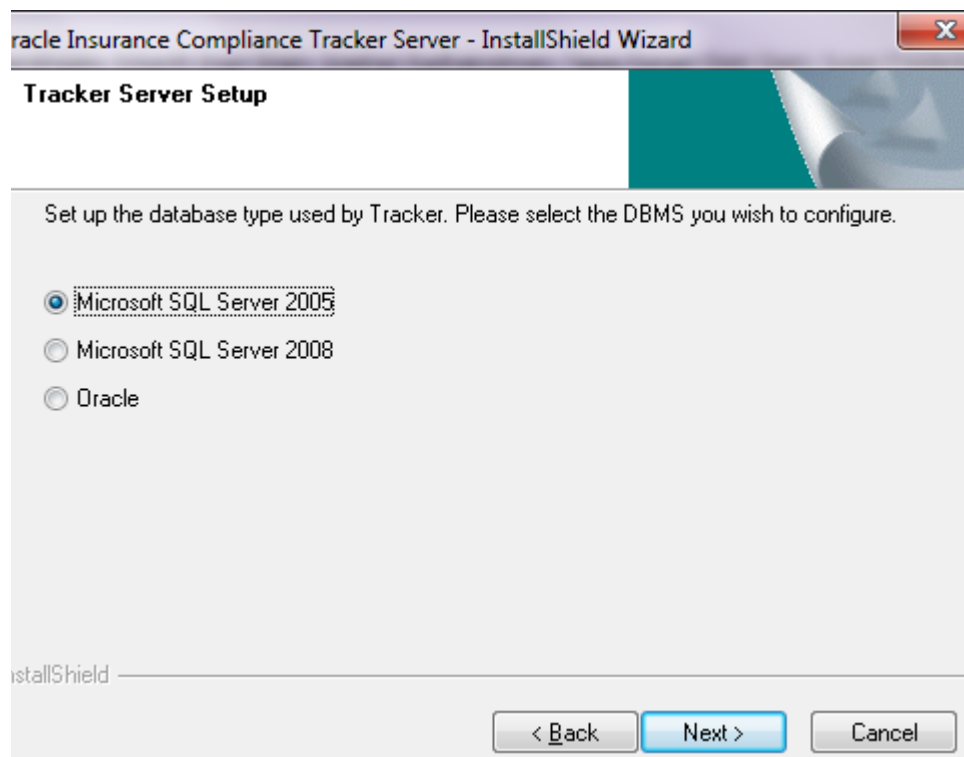 racle Insurance Compliance Tracker Server - InstallShield Wizard
Tracker Server Setup
Set up the database type used by Tracker. Please select the DBMS you wish to configure.
Microsoft SQL Server 2005
Microsoft SQL Server 2008
Oracle
nstallShield
< Back
Next >
Cancel